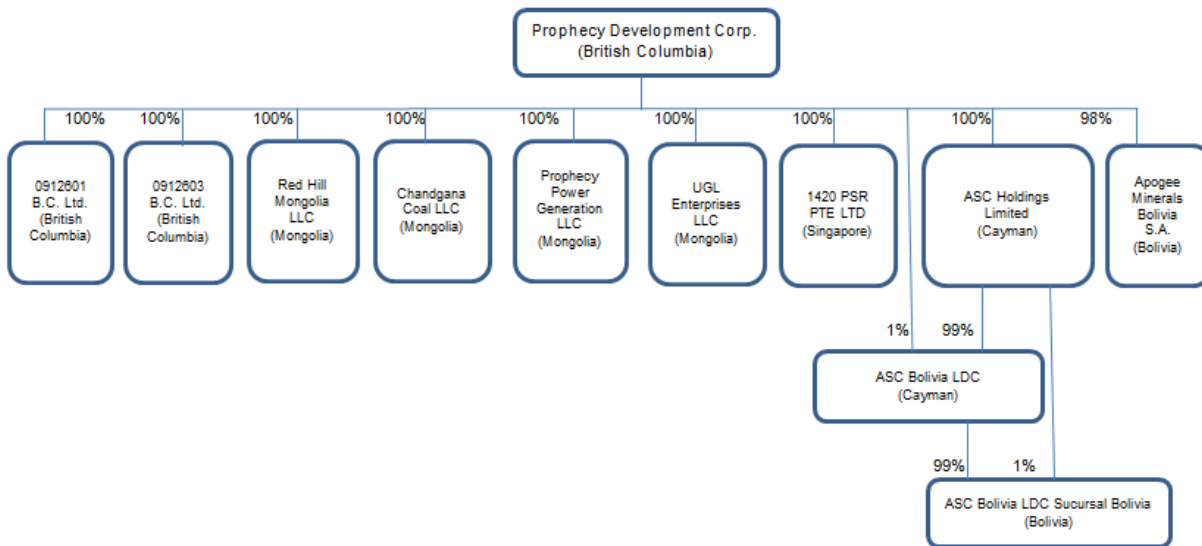 Prophecy Development Corp.
(British Columbia)
100%
100%
100%
100%
100%
100%
100%
100%
98%
0912601
B.C. Ltd.
(British
Columbia)
0912603
B.C. Ltd.
(British
Columbia)
Red Hill
Mongolia
LLC
(Mongolia)
Chandgana
Coal LLC
(Mongolia)
Prophecy
Power
Generation
LLC
(Mongolia)
UGL
Enterprises
LLC
(Mongolia)
1420 PSR
PTE LTD
(Singapore)
ASC Holdings
Limited
(Cayman)
Apogee
Minerals
Bolivia
S.A.
(Bolivia)
1%
99%
ASC Bolivia LDC
(Cayman)
99%
1%
ASC Bolivia LDC Sucursal Bolivia
(Bolivia)